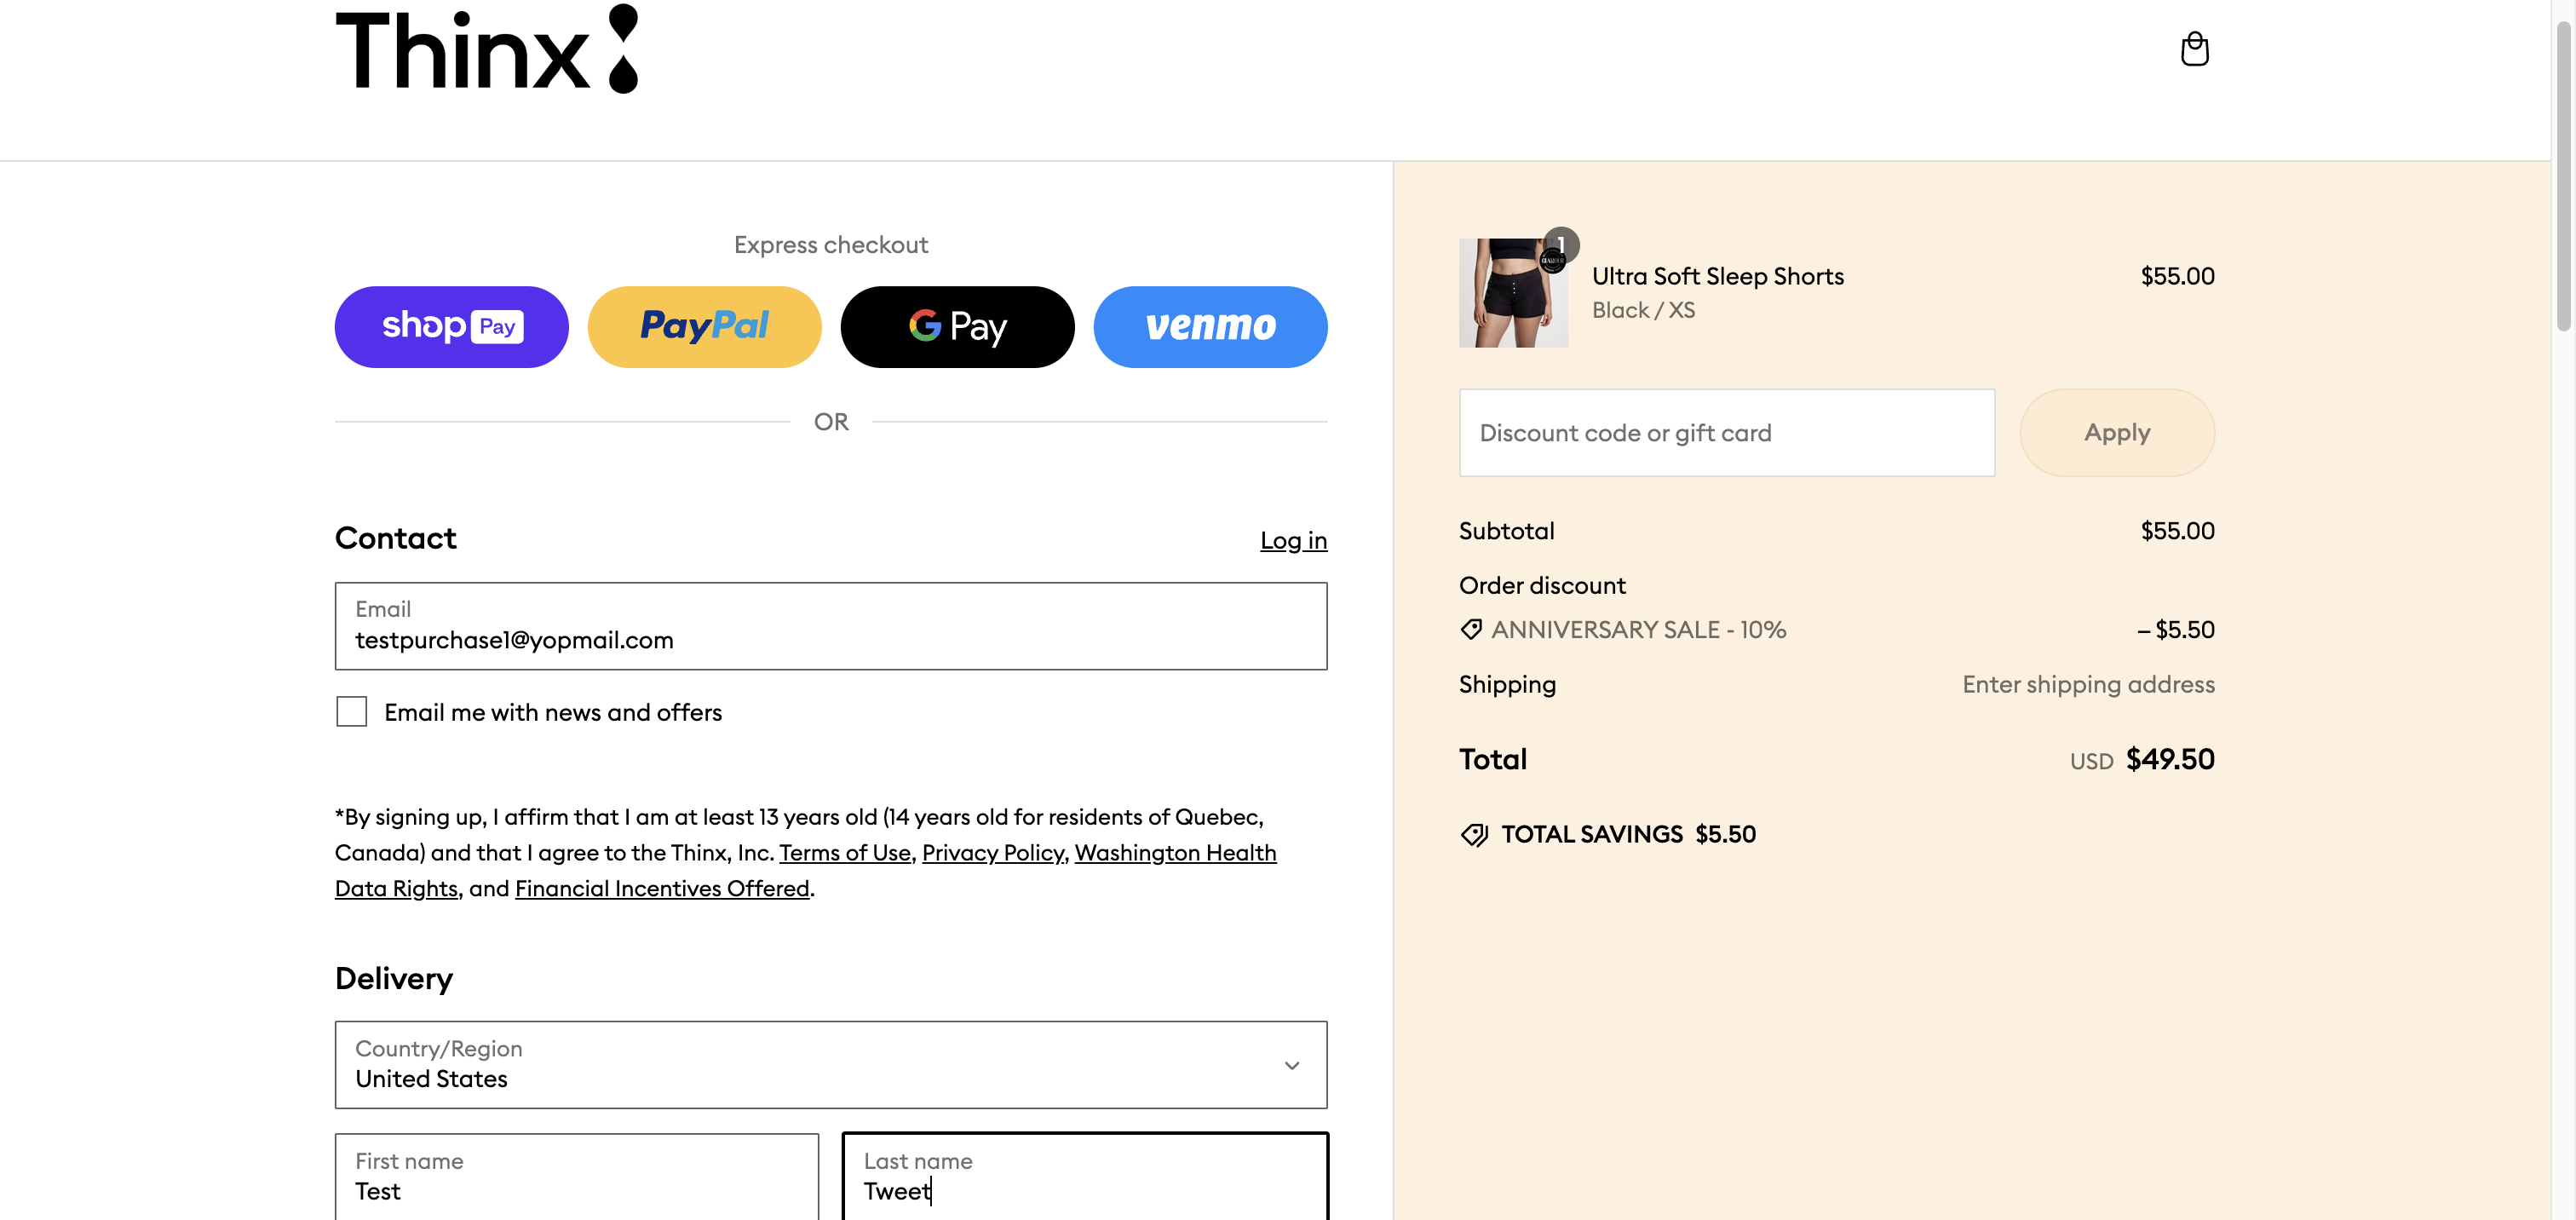 Thinx
Express checkout
shop Pay
PayPal
G Pay
venmo
OR
Contact
Log in
Email
testpurchase1@yopmail.com
Email me with news and offers
*By signing up, I affirm that I am at least 13 years old (14 years old for residents of Quebec,
Canada) and that I agree to the Thinx, Inc. Terms of Use, Privacy Policy, Washington Health
Data Rights, and Financial Incentives Offered.
Delivery
Country/Region
United States
First name
Test
Last name
Tweet
1
Ultra Soft Sleep Shorts
$55.00
Black / XS
Discount code or gift card
Apply
Subtotal
$55.00
Order discount
ANNIVERSARY SALE - 10%
– $5.50
Shipping
Enter shipping address
Total
USD $49.50
TOTAL SAVINGS $5.50